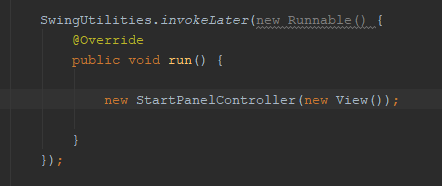 SwingUtilities.invokeLater(new Runnable() {
@Override
public void run() {
new StartPanelController(new View());
}
});